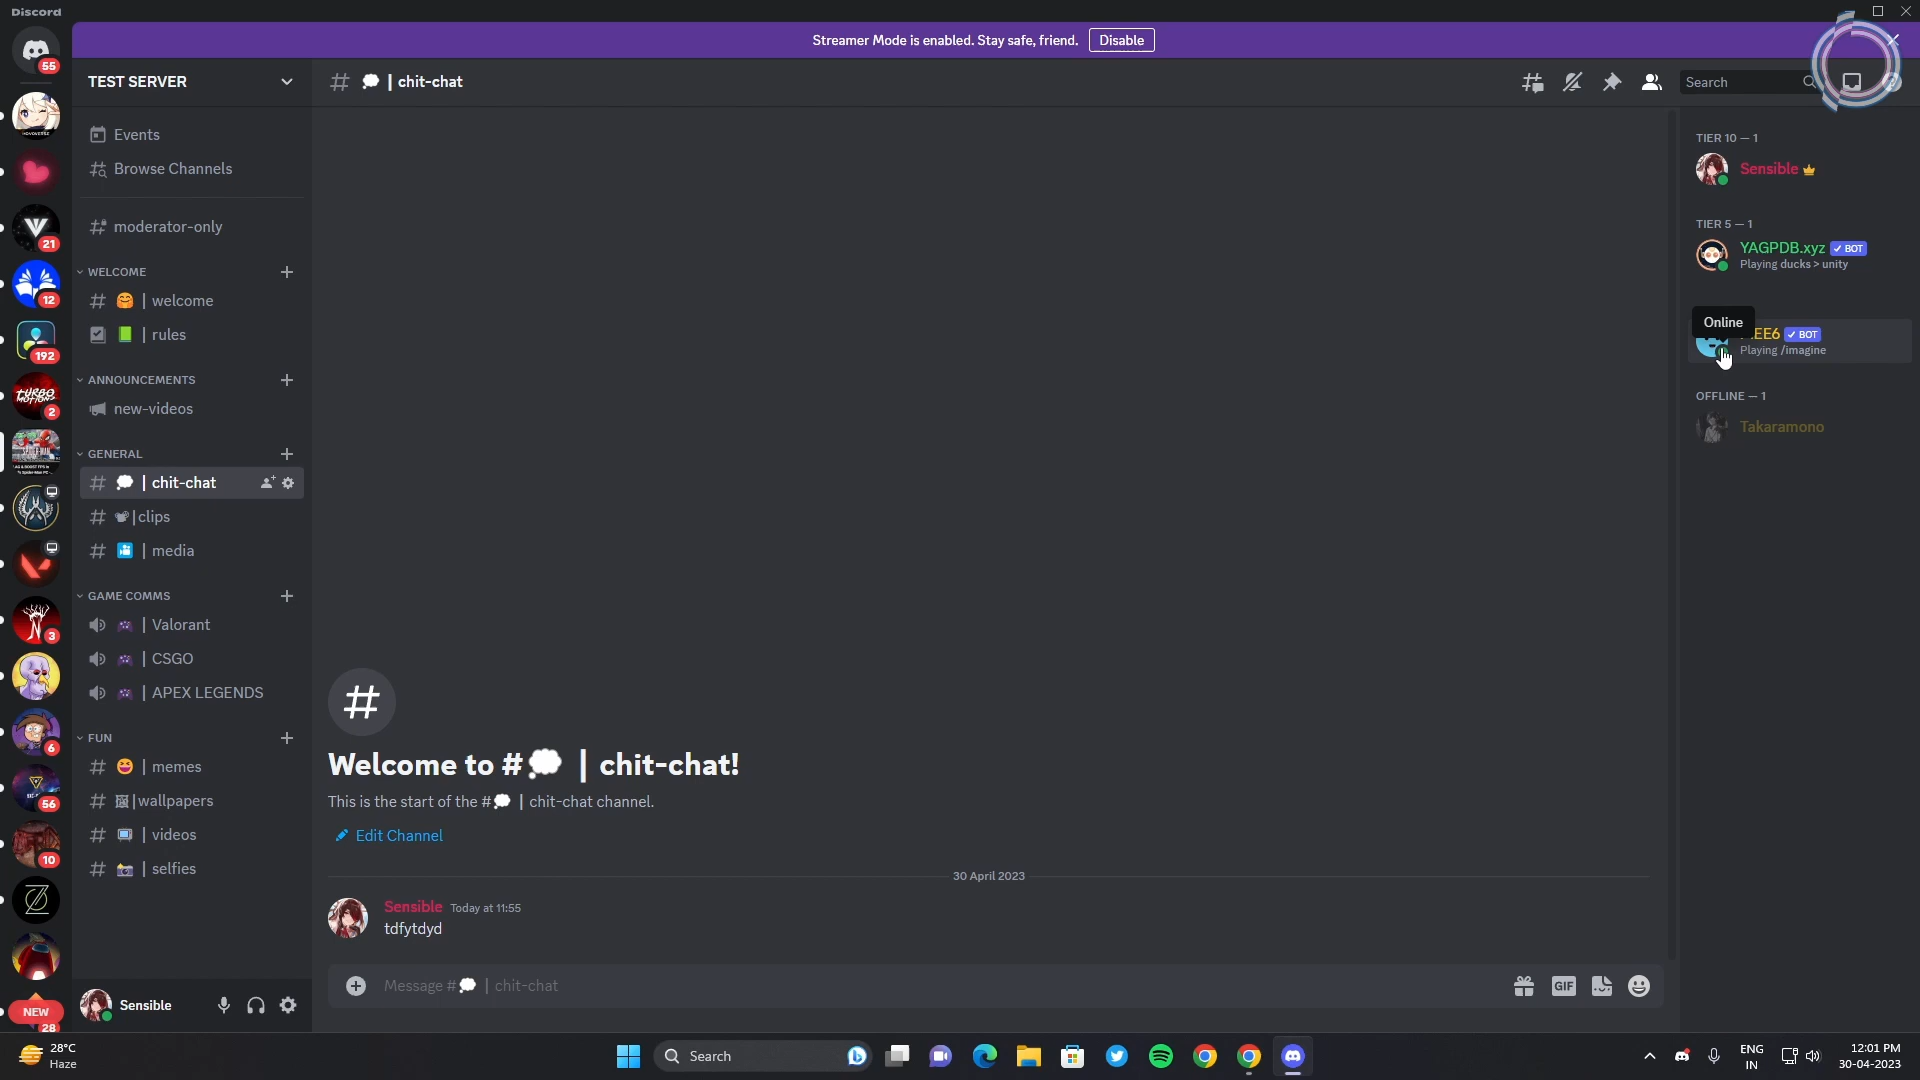 Discord
Streamer Mode is enabled. Stay safe, friend. Disable
55
TEST SERVER
# 💭 | chit-chat
Search
Events
Browse Channels
moderator-only
WELCOME
# 🤗 | welcome
📗 | rules
ANNOUNCEMENTS
new-videos
GENERAL
# 💭 | chit-chat
# 📽|clips
# 🎦 | media
GAME COMMS
🎮 | Valorant
🎮 | CSGO
🎮 | APEX LEGENDS
FUN
# 😆 | memes
# 🖼|wallpapers
# 📺 | videos
# 📸 | selfies
HOYOVERSE
21
12
192
TURBO
MOTIONS
2
3
6
56
10
NEW
28
Sensible
Welcome to #💭 | chit-chat!
This is the start of the #💭 | chit-chat channel.
Edit Channel
30 April 2023
Sensible Today at 11:55
tdfytdyd
Message #💭 | chit-chat
GIF
TIER 10 — 1
Sensible
TIER 5 — 1
YAGPDB.xyz ✓ BOT
Playing ducks > unity
Online
EE6 ✓ BOT
Playing /imagine
OFFLINE — 1
Takaramono
28°C
Haze
Search
ENG
IN
12:01 PM
30-04-2023